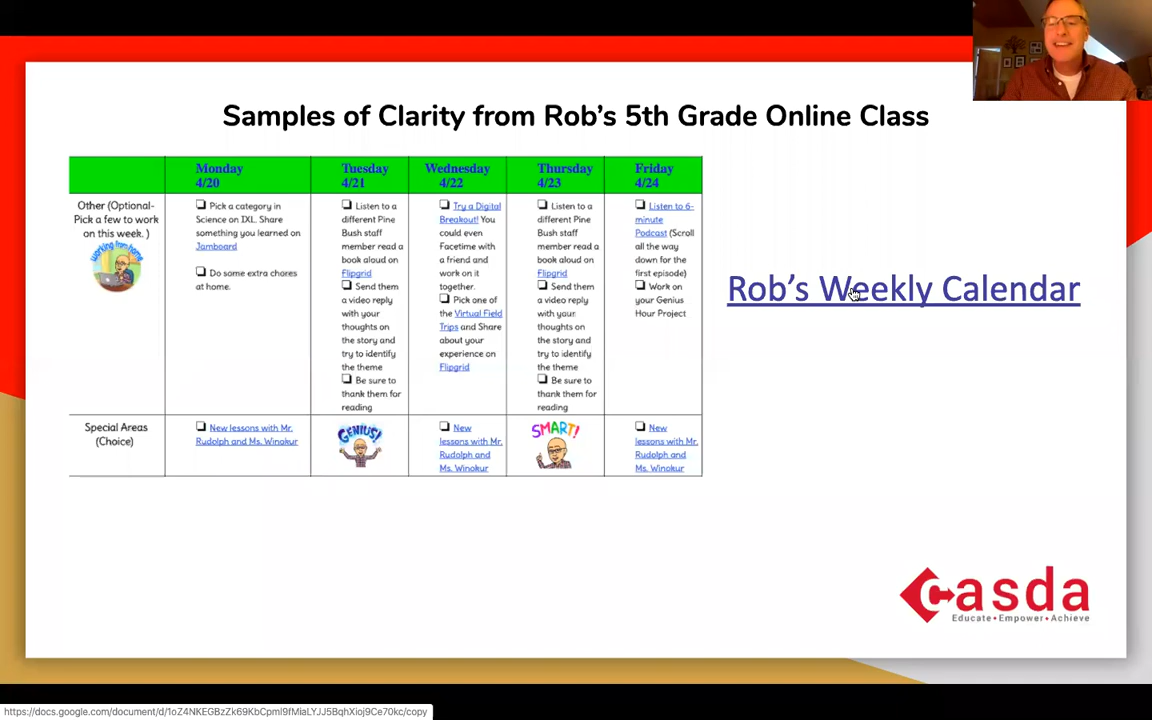 Samples of Clarity from Rob's 5th Grade Online Class
Monday
4/20
Tuesday
4/21
Wednesday
4/22
Thursday
4/23
Friday
4/24
Other (Optional-
Pick a few to work
on this week. )
working from home
Pick a category in
Science on IXL. Share
something you learned on
Jamboard
Do some extra chores
at home.
Listen to a
different Pine
Bush staff
member read a
book aloud on
Flipgrid
Send them
a video reply
with your
thoughts on
the story and
try to identify
the theme
Be sure to
thank them for
reading
Try a Digital
Breakout! You
could even
Facetime with
a friend and
work on it
together.
Pick one of
the Virtual Field
Trips and Share
about your
experience on
Flipgrid
Listen to a
different Pine
Bush staff
member read a
book aloud on
Flipgrid
Send them
a video reply
with your
thoughts on
the story and
try to identify
the theme
Be sure to
thank them for
reading
Listen to 6-
minute
Podcast (Scroll
all the way
down for the
first episode)
Work on
your Genius
Hour Project
Special Areas
(Choice)
New lessons with Mr.
Rudolph and Ms. Winokur
GENIUS!
New
lessons with Mr.
Rudolph and
Ms. Winokur
SMART!
New
lessons with Mr.
Rudolph and
Ms. Winokur
Rob's Weekly Calendar
casda
Educate • Empower • Achieve
https://docs.google.com/document/d/1oZ4NKEGBzZk69KbCpmI9fMiaLYJJ5BqhXioj9Ce70kc/copy